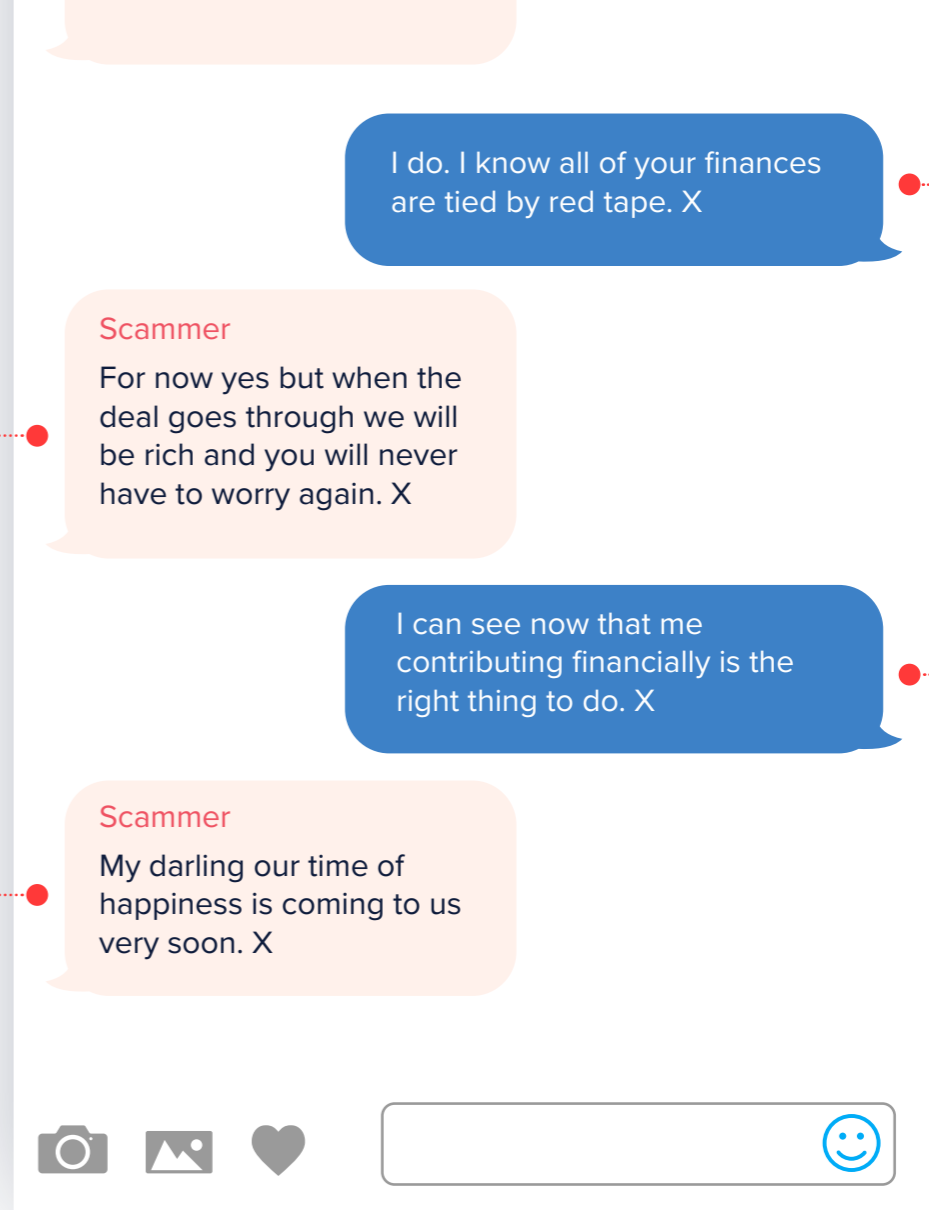 I do. I know all of your finances
are tied by red tape. X
Scammer
For now yes but when the
deal goes through we will
be rich and you will never
have to worry again. X
I can see now that me
contributing financially is the
right thing to do. X
Scammer
My darling our time of
happiness is coming to us
very soon. X